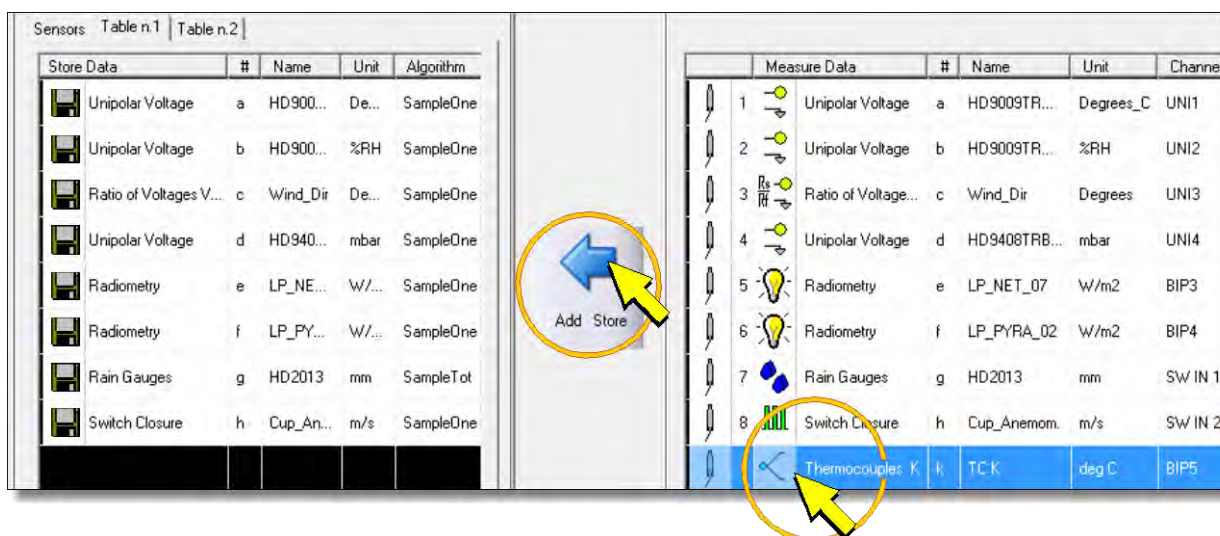 Sensors Table n.1 Table n.2
Store Data # Name Unit Algorithm
Unipolar Voltage a HD900... De... SampleOne
Unipolar Voltage b HD900... %RH SampleOne
Ratio of Voltages V... c Wind_Dir De... SampleOne
Unipolar Voltage d HD940... mbar SampleOne
Radiometry e LP_NE... W/... SampleOne
Radiometry f LP_PY... W/... SampleOne
Rain Gauges g HD2013 mm SampleTot
Switch Closure h Cup_An... m/s SampleOne
Add Store
Measure Data # Name Unit Channe
1 Unipolar Voltage a HD9009TR... Degrees_C UNI1
2 Unipolar Voltage b HD9009TR... %RH UNI2
3 Rs Rf Ratio of Voltage... c Wind_Dir Degrees UNI3
4 Unipolar Voltage d HD9408TRB... mbar UNI4
5 Radiometry e LP_NET_07 W/m2 BIP3
6 Radiometry f LP_PYRA_02 W/m2 BIP4
7 Rain Gauges g HD2013 mm SW IN 1
8 Switch Closure h Cup_Anemom. m/s SW IN 2
Thermocouples K k TC K deg C BIP5